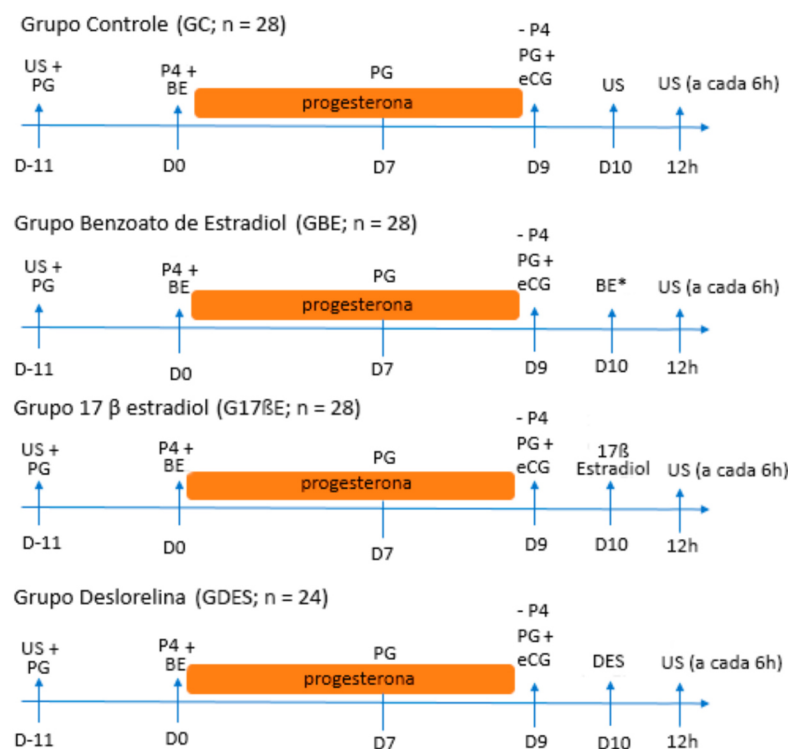 Grupo Controle (GC; n = 28)
- P4
US +
PG
P4 +
BE
PG
PG +
eCG
US
US (a cada 6h)
progesterona
D-11
D0
D7
D9
D10
12h
Grupo Benzoato de Estradiol (GBE; n = 28)
- P4
US +
PG
P4 +
BE
PG
PG +
eCG
BE*
US (a cada 6h)
progesterona
D-11
D0
D7
D9
D10
12h
Grupo 17 β estradiol (G17ßE; n = 28)
- P4
US +
PG
P4 +
BE
PG
PG +
eCG
17ß
Estradiol
US (a cada 6h)
progesterona
D-11
D0
D7
D9
D10
12h
Grupo Deslorelina (GDES; n = 24)
- P4
US +
PG
P4 +
BE
PG
PG +
eCG
DES
US (a cada 6h)
progesterona
D-11
D0
D7
D9
D10
12h